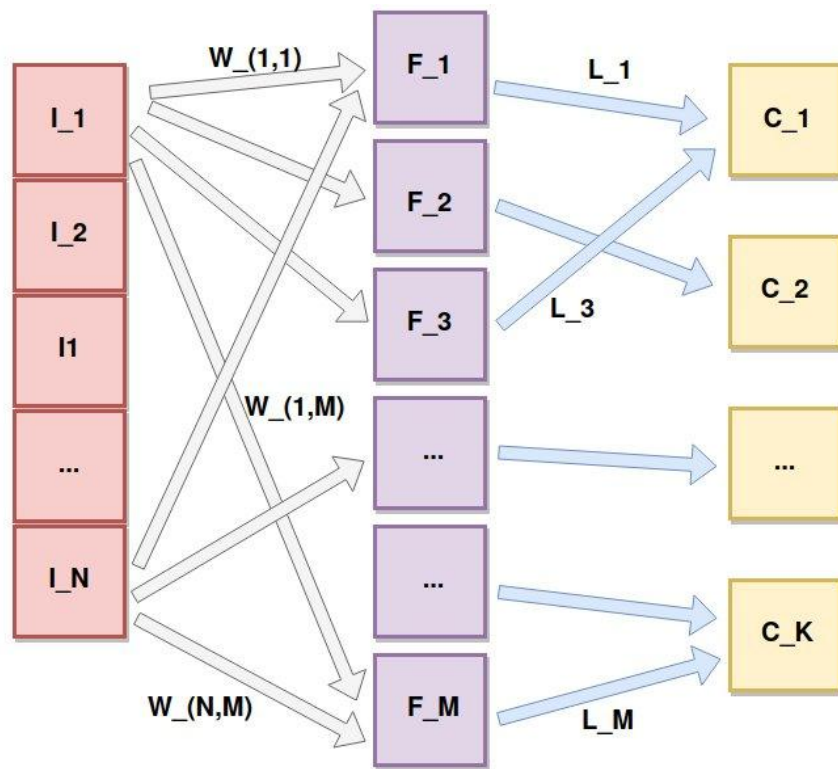 I_1
I_2
I1
...
I_N
W_(1,1)
W_(1,M)
W_(N,M)
F_1
F_2
F_3
...
...
F_M
L_1
L_3
L_M
C_1
C_2
...
C_K